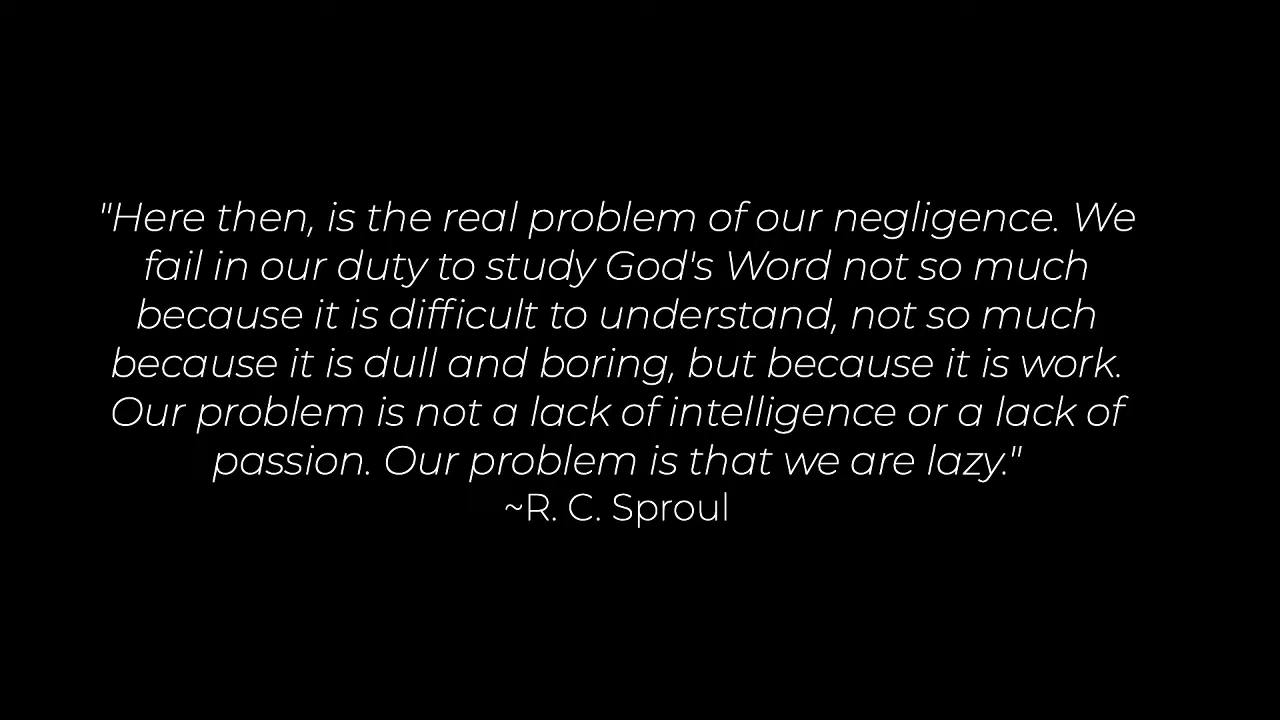 "Here then, is the real problem of our negligence. We
fail in our duty to study God's Word not so much
because it is difficult to understand, not so much
because it is dull and boring, but because it is work.
Our problem is not a lack of intelligence or a lack of
passion. Our problem is that we are lazy."
~R. C. Sproul